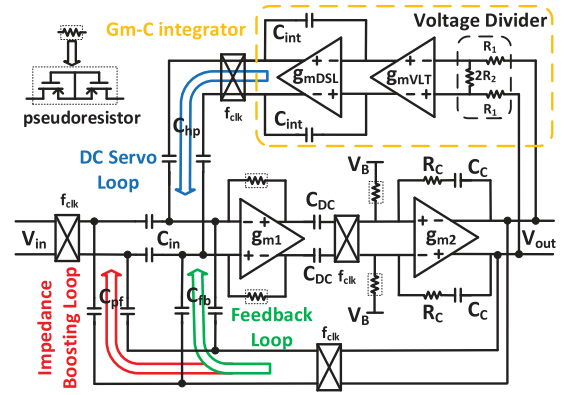 Gm-C integrator
Voltage Divider
C_int
R_1
g_mDSL
g_mVLT
2R_2
R_1
C_int
pseudoresistor
C_hp
f_clk
DC Servo
Loop
V_B
R_C
C_C
f_clk
C_DC
V_in
C_in
g_m1
g_m2
V_out
C_DC
f_clk
C_pf
C_fb
V_B
R_C
C_C
Impedance
Boosting Loop
Feedback
Loop
f_clk